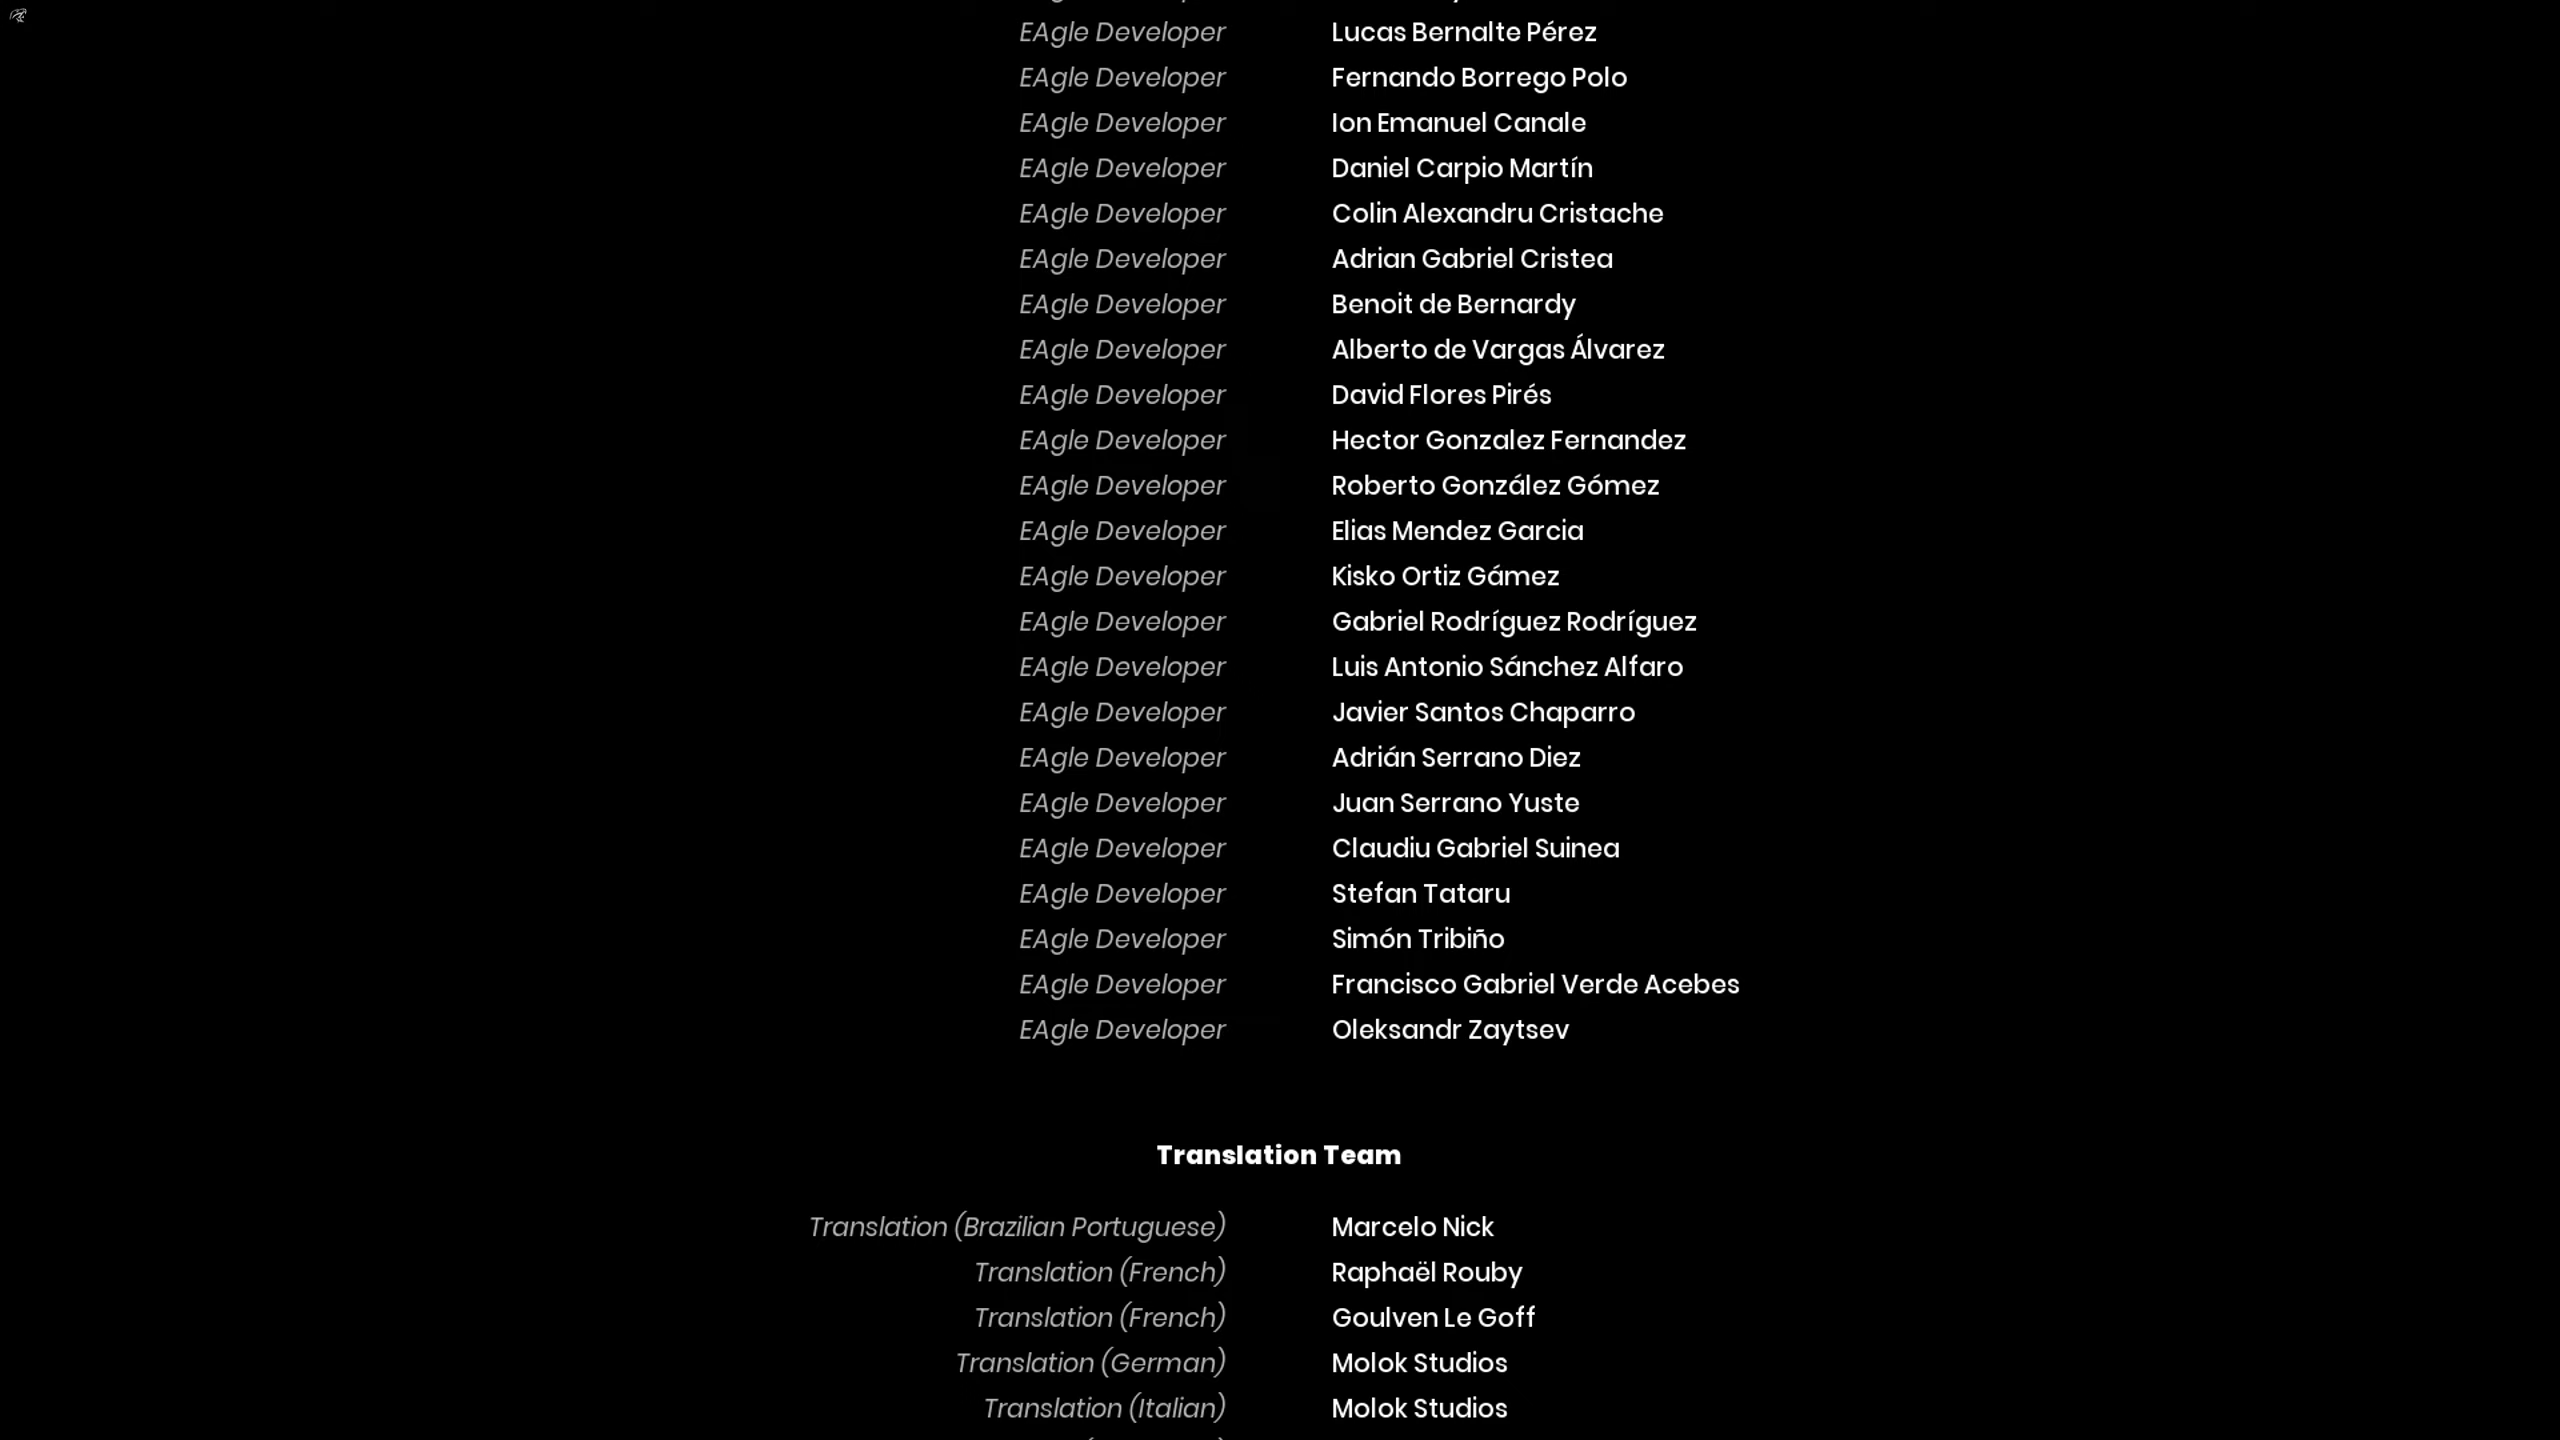 EAgle Developer Lucas Bernalte Pérez
EAgle Developer Fernando Borrego Polo
EAgle Developer Ion Emanuel Canale
EAgle Developer Daniel Carpio Martín
EAgle Developer Colin Alexandru Cristache
EAgle Developer Adrian Gabriel Cristea
EAgle Developer Benoit de Bernardy
EAgle Developer Alberto de Vargas Álvarez
EAgle Developer David Flores Pirés
EAgle Developer Hector Gonzalez Fernandez
EAgle Developer Roberto González Gómez
EAgle Developer Elias Mendez Garcia
EAgle Developer Kisko Ortiz Gámez
EAgle Developer Gabriel Rodríguez Rodríguez
EAgle Developer Luis Antonio Sánchez Alfaro
EAgle Developer Javier Santos Chaparro
EAgle Developer Adrián Serrano Diez
EAgle Developer Juan Serrano Yuste
EAgle Developer Claudiu Gabriel Suinea
EAgle Developer Stefan Tataru
EAgle Developer Simón Tribiño
EAgle Developer Francisco Gabriel Verde Acebes
EAgle Developer Oleksandr Zaytsev
Translation Team
Translation (Brazilian Portuguese) Marcelo Nick
Translation (French) Raphaël Rouby
Translation (French) Goulven Le Goff
Translation (German) Molok Studios
Translation (Italian) Molok Studios